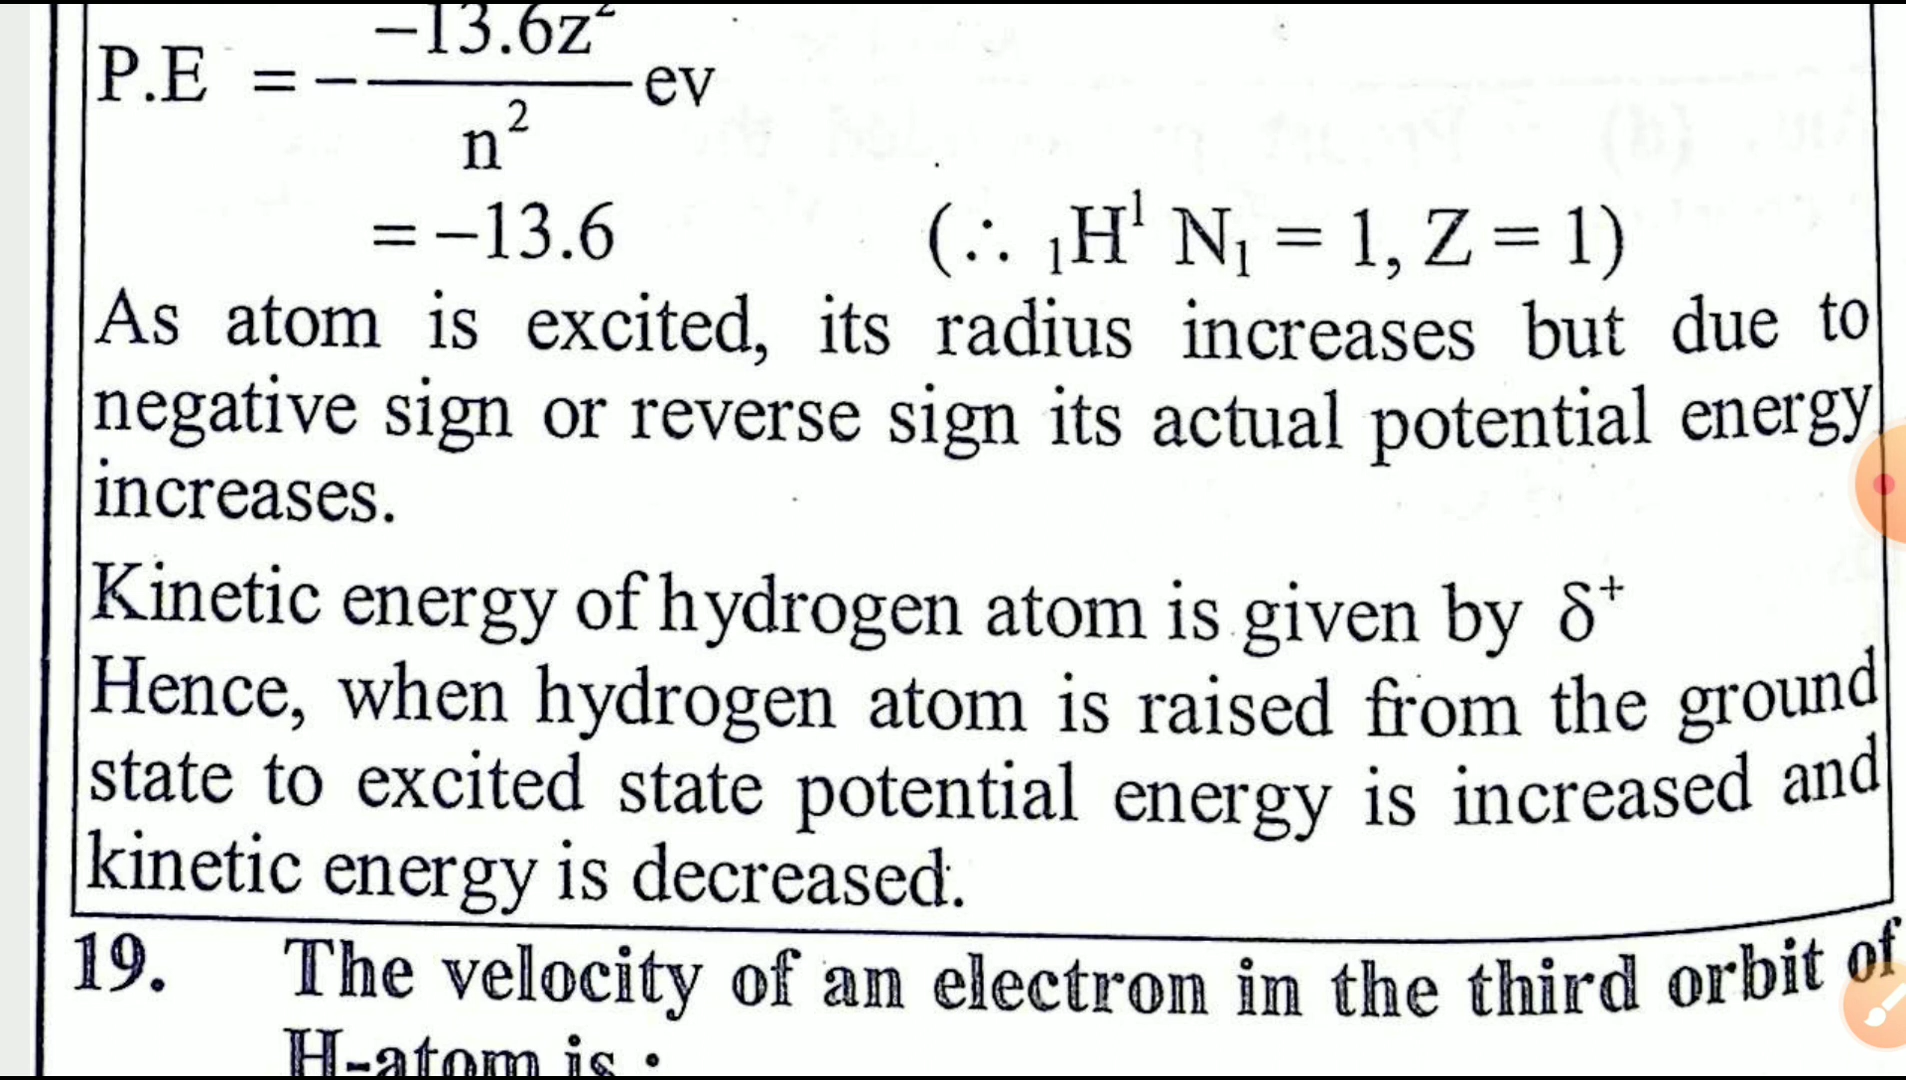 −13.6z²
P.E = − ev
n²
= −13.6 (∴ ₁H¹ N₁ = 1, Z = 1)
As atom is excited, its radius increases but due to
negative sign or reverse sign its actual potential energy
increases.
Kinetic energy of hydrogen atom is given by δ⁺
Hence, when hydrogen atom is raised from the ground
state to excited state potential energy is increased and
kinetic energy is decreased.
19. The velocity of an electron in the third orbit of
H-atom is :